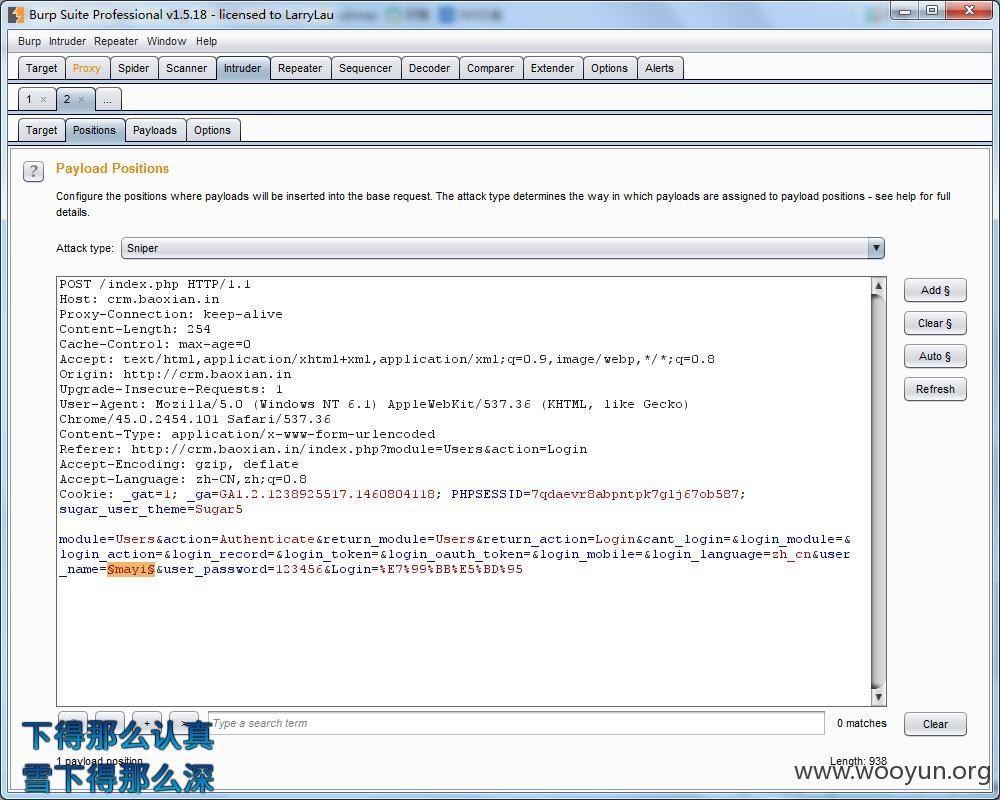 Burp Suite Professional v1.5.18 - licensed to LarryLau
Burp Intruder Repeater Window Help
Target Proxy Spider Scanner Intruder Repeater Sequencer Decoder Comparer Extender Options Alerts
1 × 2 × ...
Target Positions Payloads Options
? Payload Positions
Configure the positions where payloads will be inserted into the base request. The attack type determines the way in which payloads are assigned to payload positions - see help for full
details.
Attack type: Sniper
POST /index.php HTTP/1.1
Host: crm.baoxian.in
Proxy-Connection: keep-alive
Content-Length: 254
Cache-Control: max-age=0
Accept: text/html,application/xhtml+xml,application/xml;q=0.9,image/webp,*/*;q=0.8
Origin: http://crm.baoxian.in
Upgrade-Insecure-Requests: 1
User-Agent: Mozilla/5.0 (Windows NT 6.1) AppleWebKit/537.36 (KHTML, like Gecko)
Chrome/45.0.2454.101 Safari/537.36
Content-Type: application/x-www-form-urlencoded
Referer: http://crm.baoxian.in/index.php?module=Users&action=Login
Accept-Encoding: gzip, deflate
Accept-Language: zh-CN,zh;q=0.8
Cookie: _gat=1; _ga=GA1.2.1238925517.1460804118; PHPSESSID=7qdaevr8abpntpk7glj67ob587;
sugar_user_theme=Sugar5
module=Users&action=Authenticate&return_module=Users&return_action=Login&cant_login=&login_module=&
login_action=&login_record=&login_token=&login_oauth_token=&login_mobile=&login_language=zh_cn&user
_name=§mayi§&user_password=123456&Login=%E7%99%BB%E5%BD%95
Add §
Clear §
Auto §
Refresh
+ > Type a search term 0 matches Clear
下得那么认真
1 payload position Length: 938
雪下得那么深
www.wooyun.org